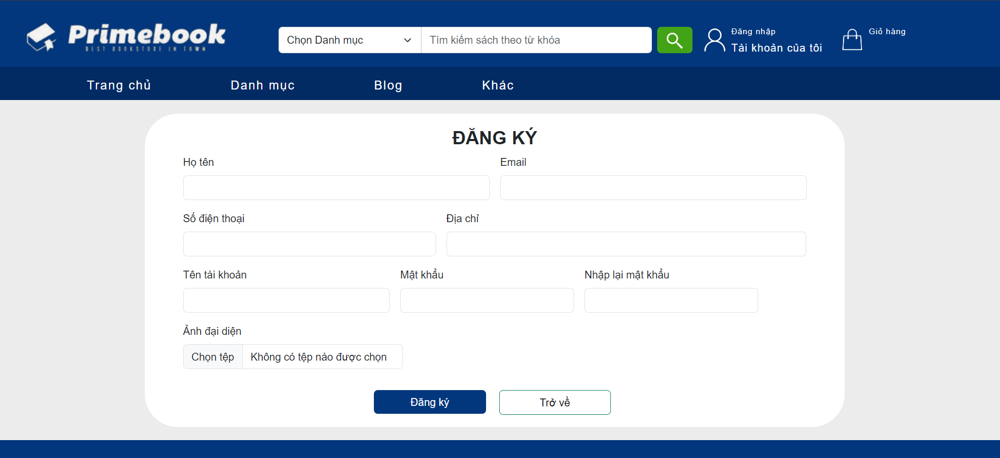 Primebook
BEST BOOKSTORE IN TOWN
Chọn Danh mục
Tìm kiếm sách theo từ khóa
Đăng nhập
Tài khoản của tôi
Giỏ hàng
Trang chủ Danh mục Blog Khác
ĐĂNG KÝ
Họ tên Email
Số điện thoại Địa chỉ
Tên tài khoản Mật khẩu Nhập lại mật khẩu
Ảnh đại diện
Chọn tệp Không có tệp nào được chọn
Đăng ký Trở về